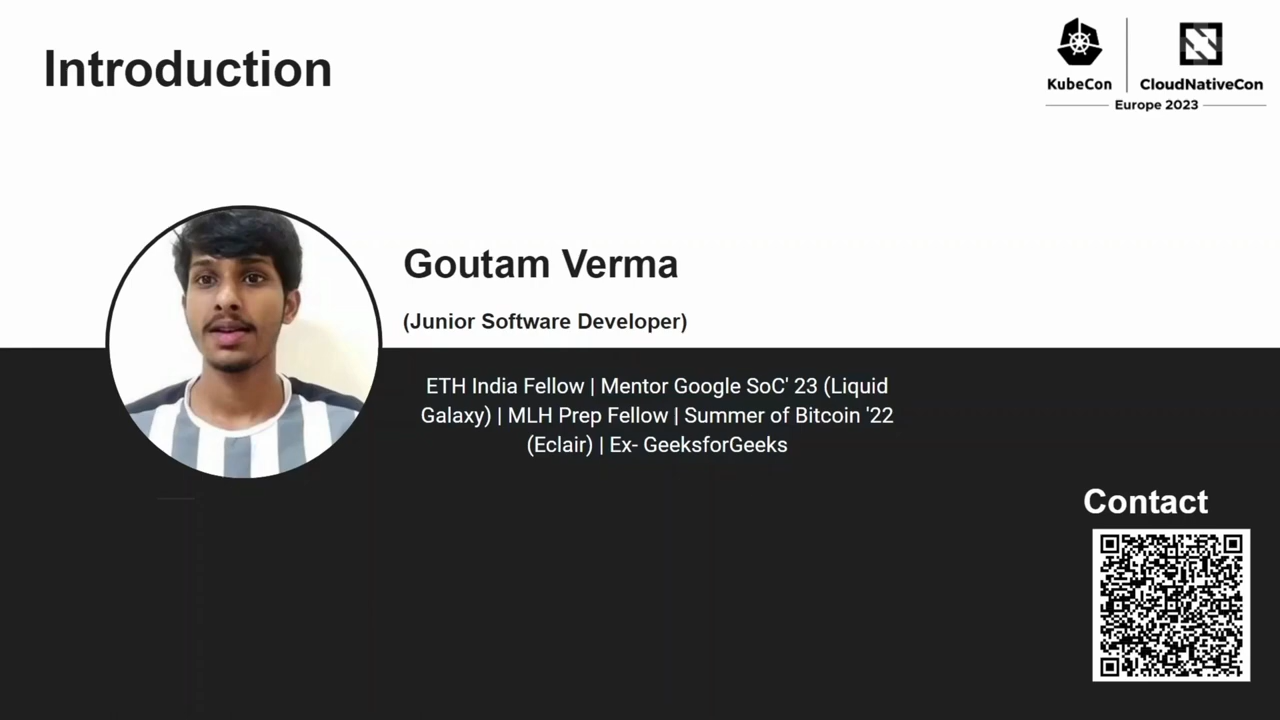 Introduction
KubeCon
CloudNativeCon
Europe 2023
Goutam Verma
(Junior Software Developer)
ETH India Fellow | Mentor Google SoC' 23 (Liquid
Galaxy) | MLH Prep Fellow | Summer of Bitcoin '22
(Eclair) | Ex- GeeksforGeeks
Contact